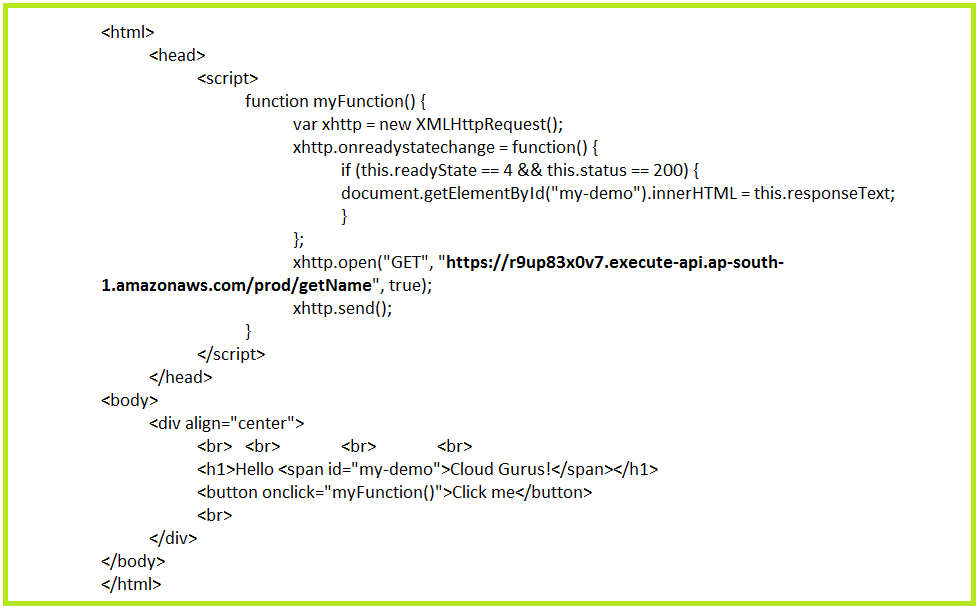 <html>
<head>
<script>
function myFunction() {
var xhttp = new XMLHttpRequest();
xhttp.onreadystatechange = function() {
if (this.readyState == 4 && this.status == 200) {
document.getElementById("my-demo").innerHTML = this.responseText;
}
};
xhttp.open("GET", "https://r9up83x0v7.execute-api.ap-south-
1.amazonaws.com/prod/getName", true);
xhttp.send();
}
</script>
</head>
<body>
<div align="center">
<br> <br> <br> <br>
<h1>Hello <span id="my-demo">Cloud Gurus!</span></h1>
<button onclick="myFunction()">Click me</button>
<br>
</div>
</body>
</html>